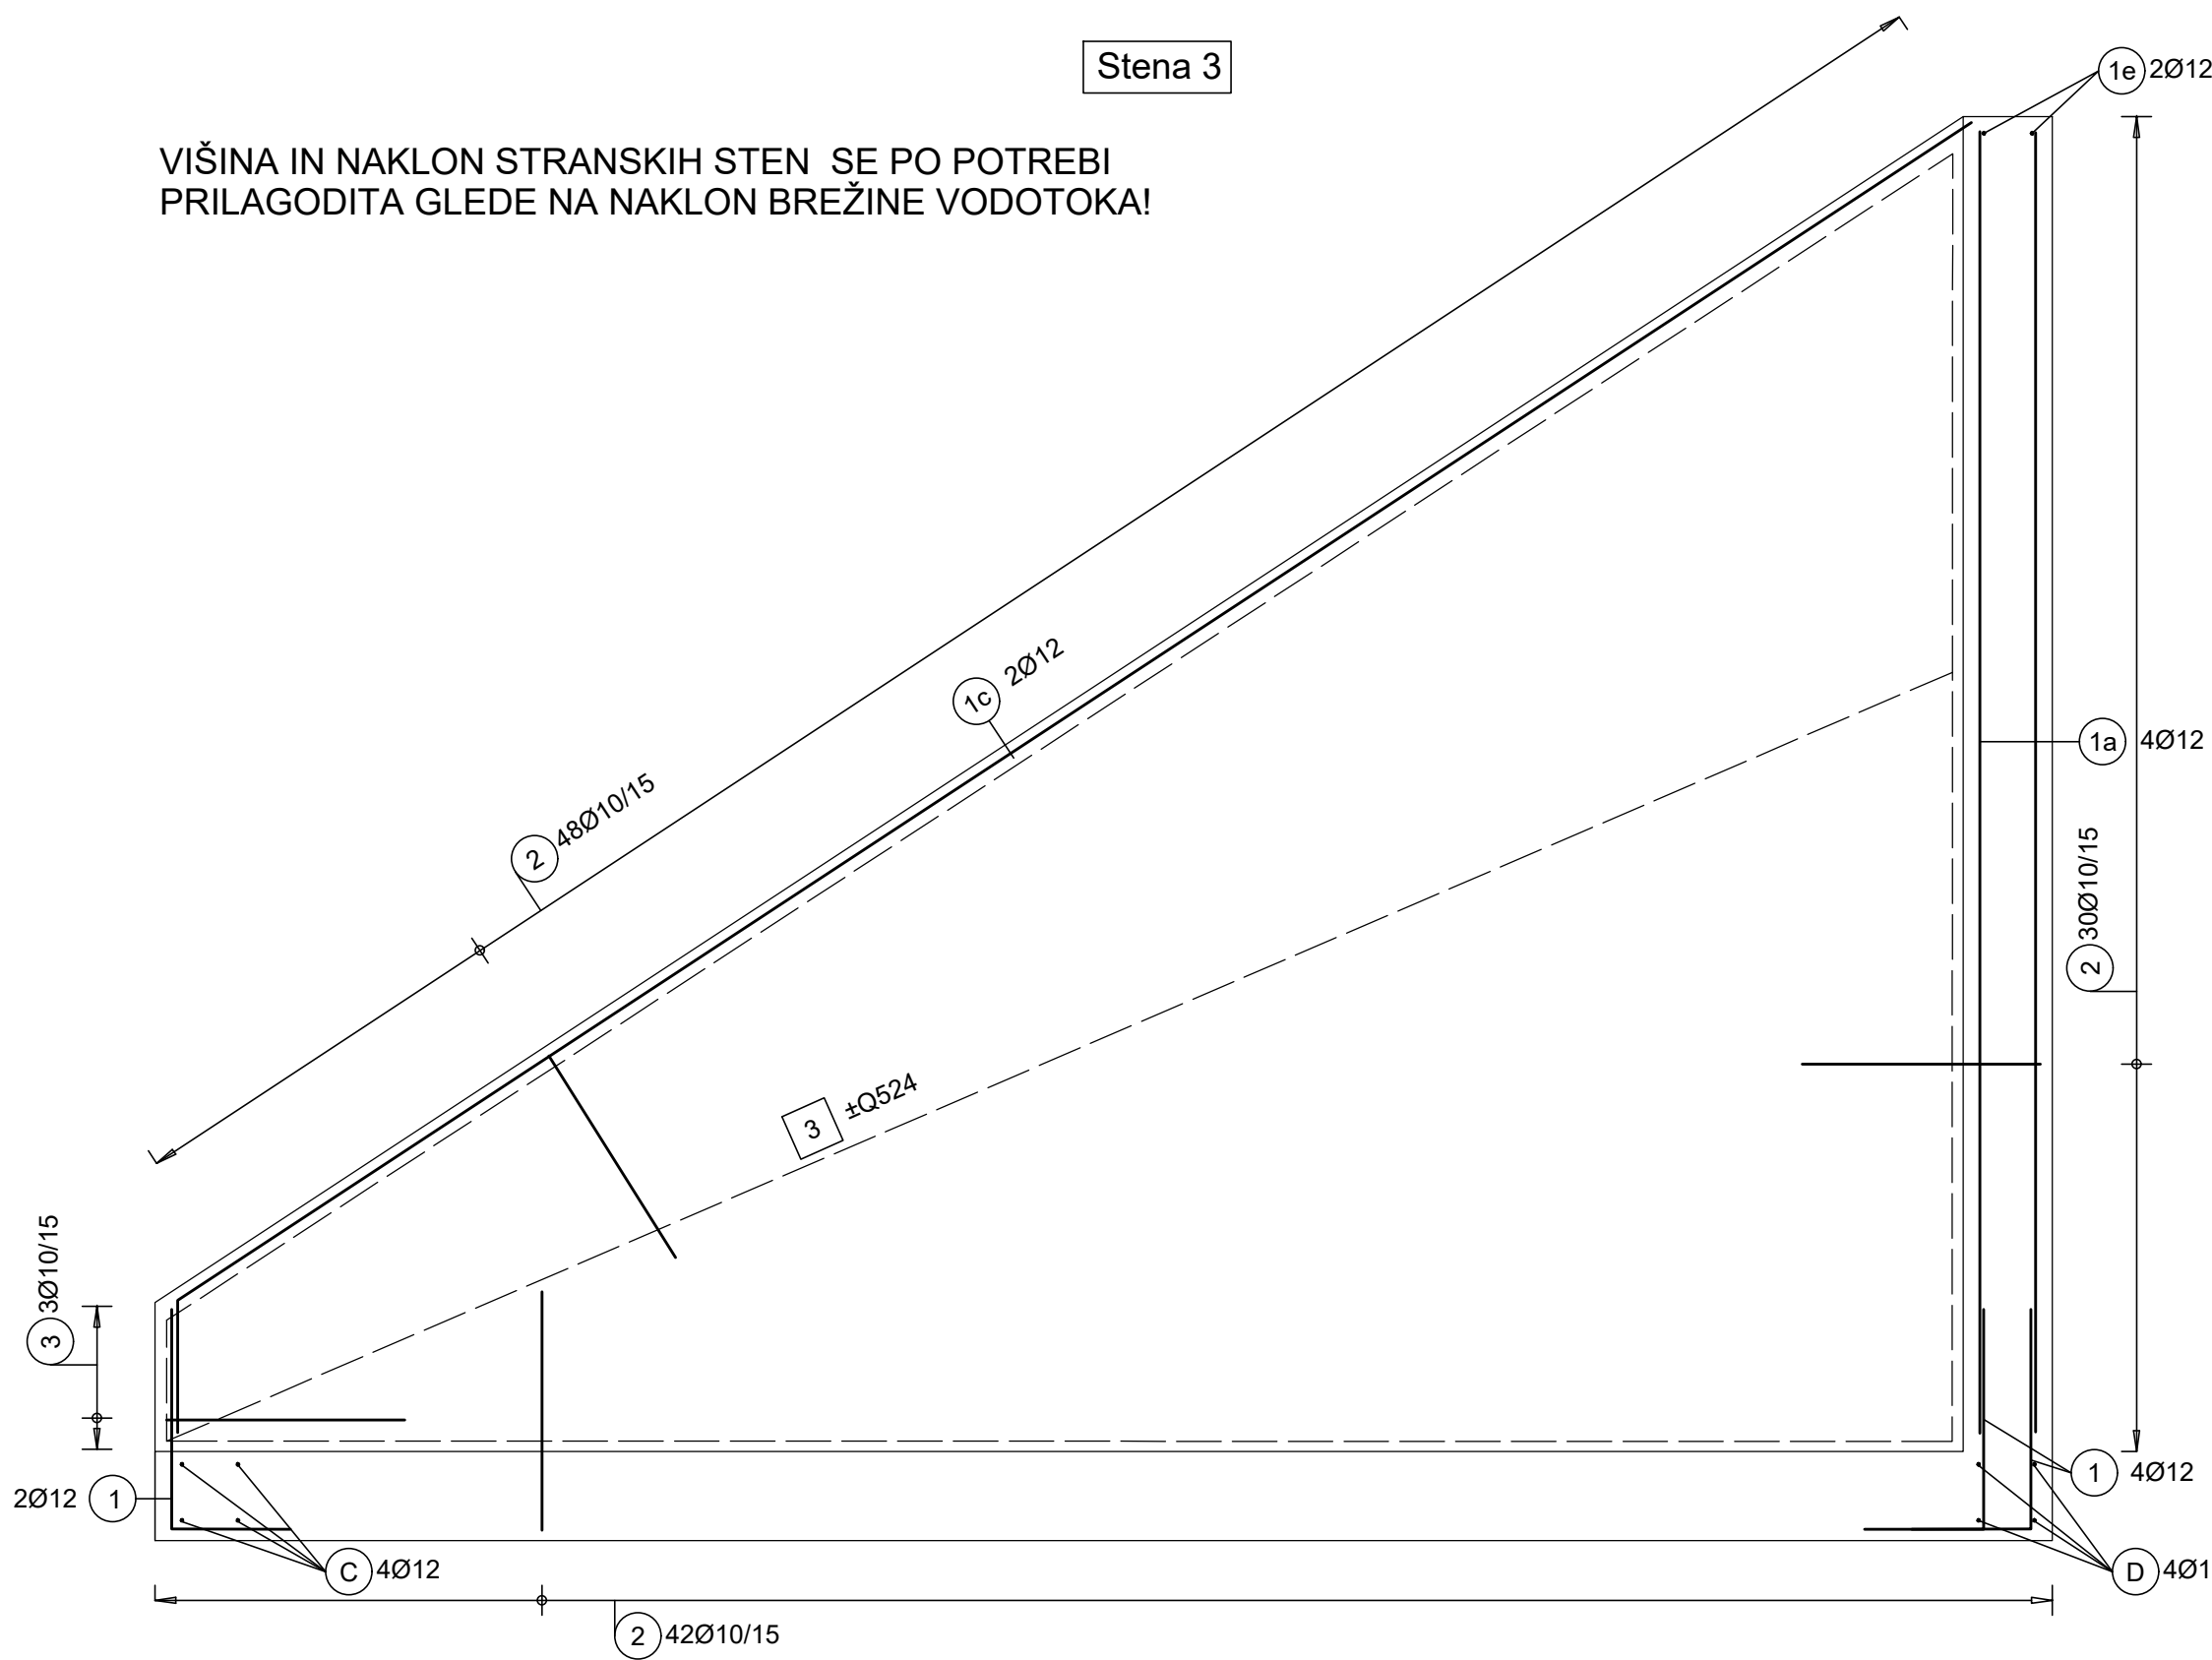 Stena 3
1e 2Ø12
VIŠINA IN NAKLON STRANSKIH STEN SE PO POTREBI
PRILAGODITA GLEDE NA NAKLON BREŽINE VODOTOKA!
1c 2Ø12
1a 4Ø12
2 48Ø10/15
2 30Ø10/15
3 ±Q524
3 3Ø10/15
2Ø12 1
1 4Ø12
C 4Ø12
D 4Ø1
2 42Ø10/15